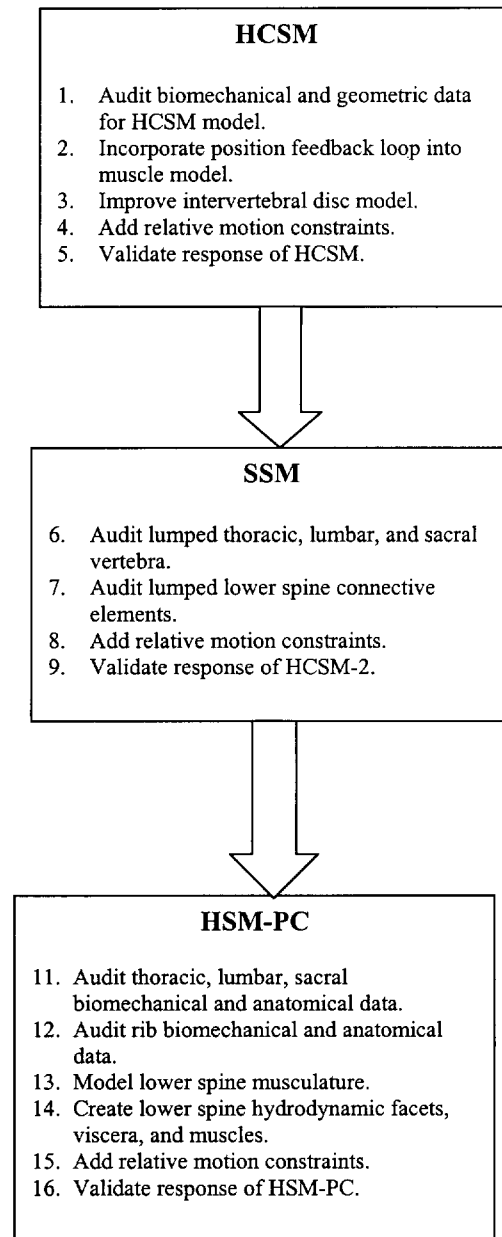 HCSM
1. Audit biomechanical and geometric data
for HCSM model.
2. Incorporate position feedback loop into
muscle model.
3. Improve intervertebral disc model.
4. Add relative motion constraints.
5. Validate response of HCSM.
SSM
6. Audit lumped thoracic, lumbar, and sacral
vertebra.
7. Audit lumped lower spine connective
elements.
8. Add relative motion constraints.
9. Validate response of HCSM-2.
HSM-PC
11. Audit thoracic, lumbar, sacral
biomechanical and anatomical data.
12. Audit rib biomechanical and anatomical
data.
13. Model lower spine musculature.
14. Create lower spine hydrodynamic facets,
viscera, and muscles.
15. Add relative motion constraints.
16. Validate response of HSM-PC.